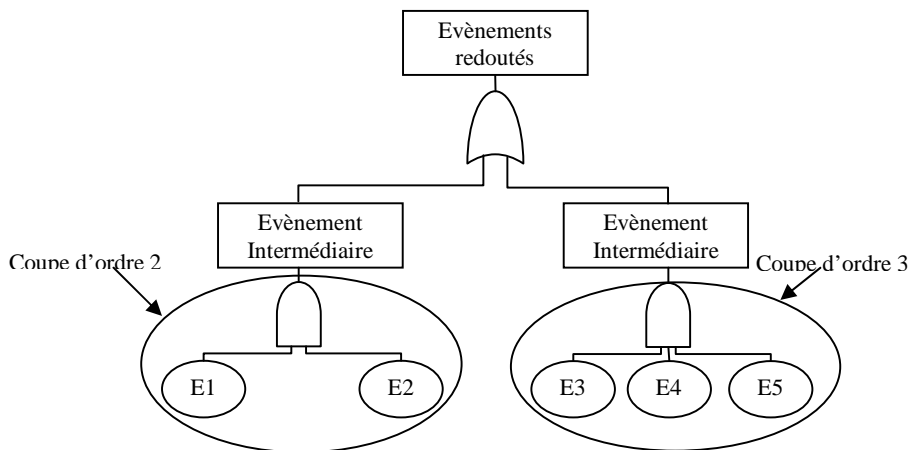 Evènements
redoutés
Evènement
Intermédiaire
Evènement
Intermédiaire
Coupe d'ordre 2
Coupe d'ordre 3
E1
E2
E3
E4
E5